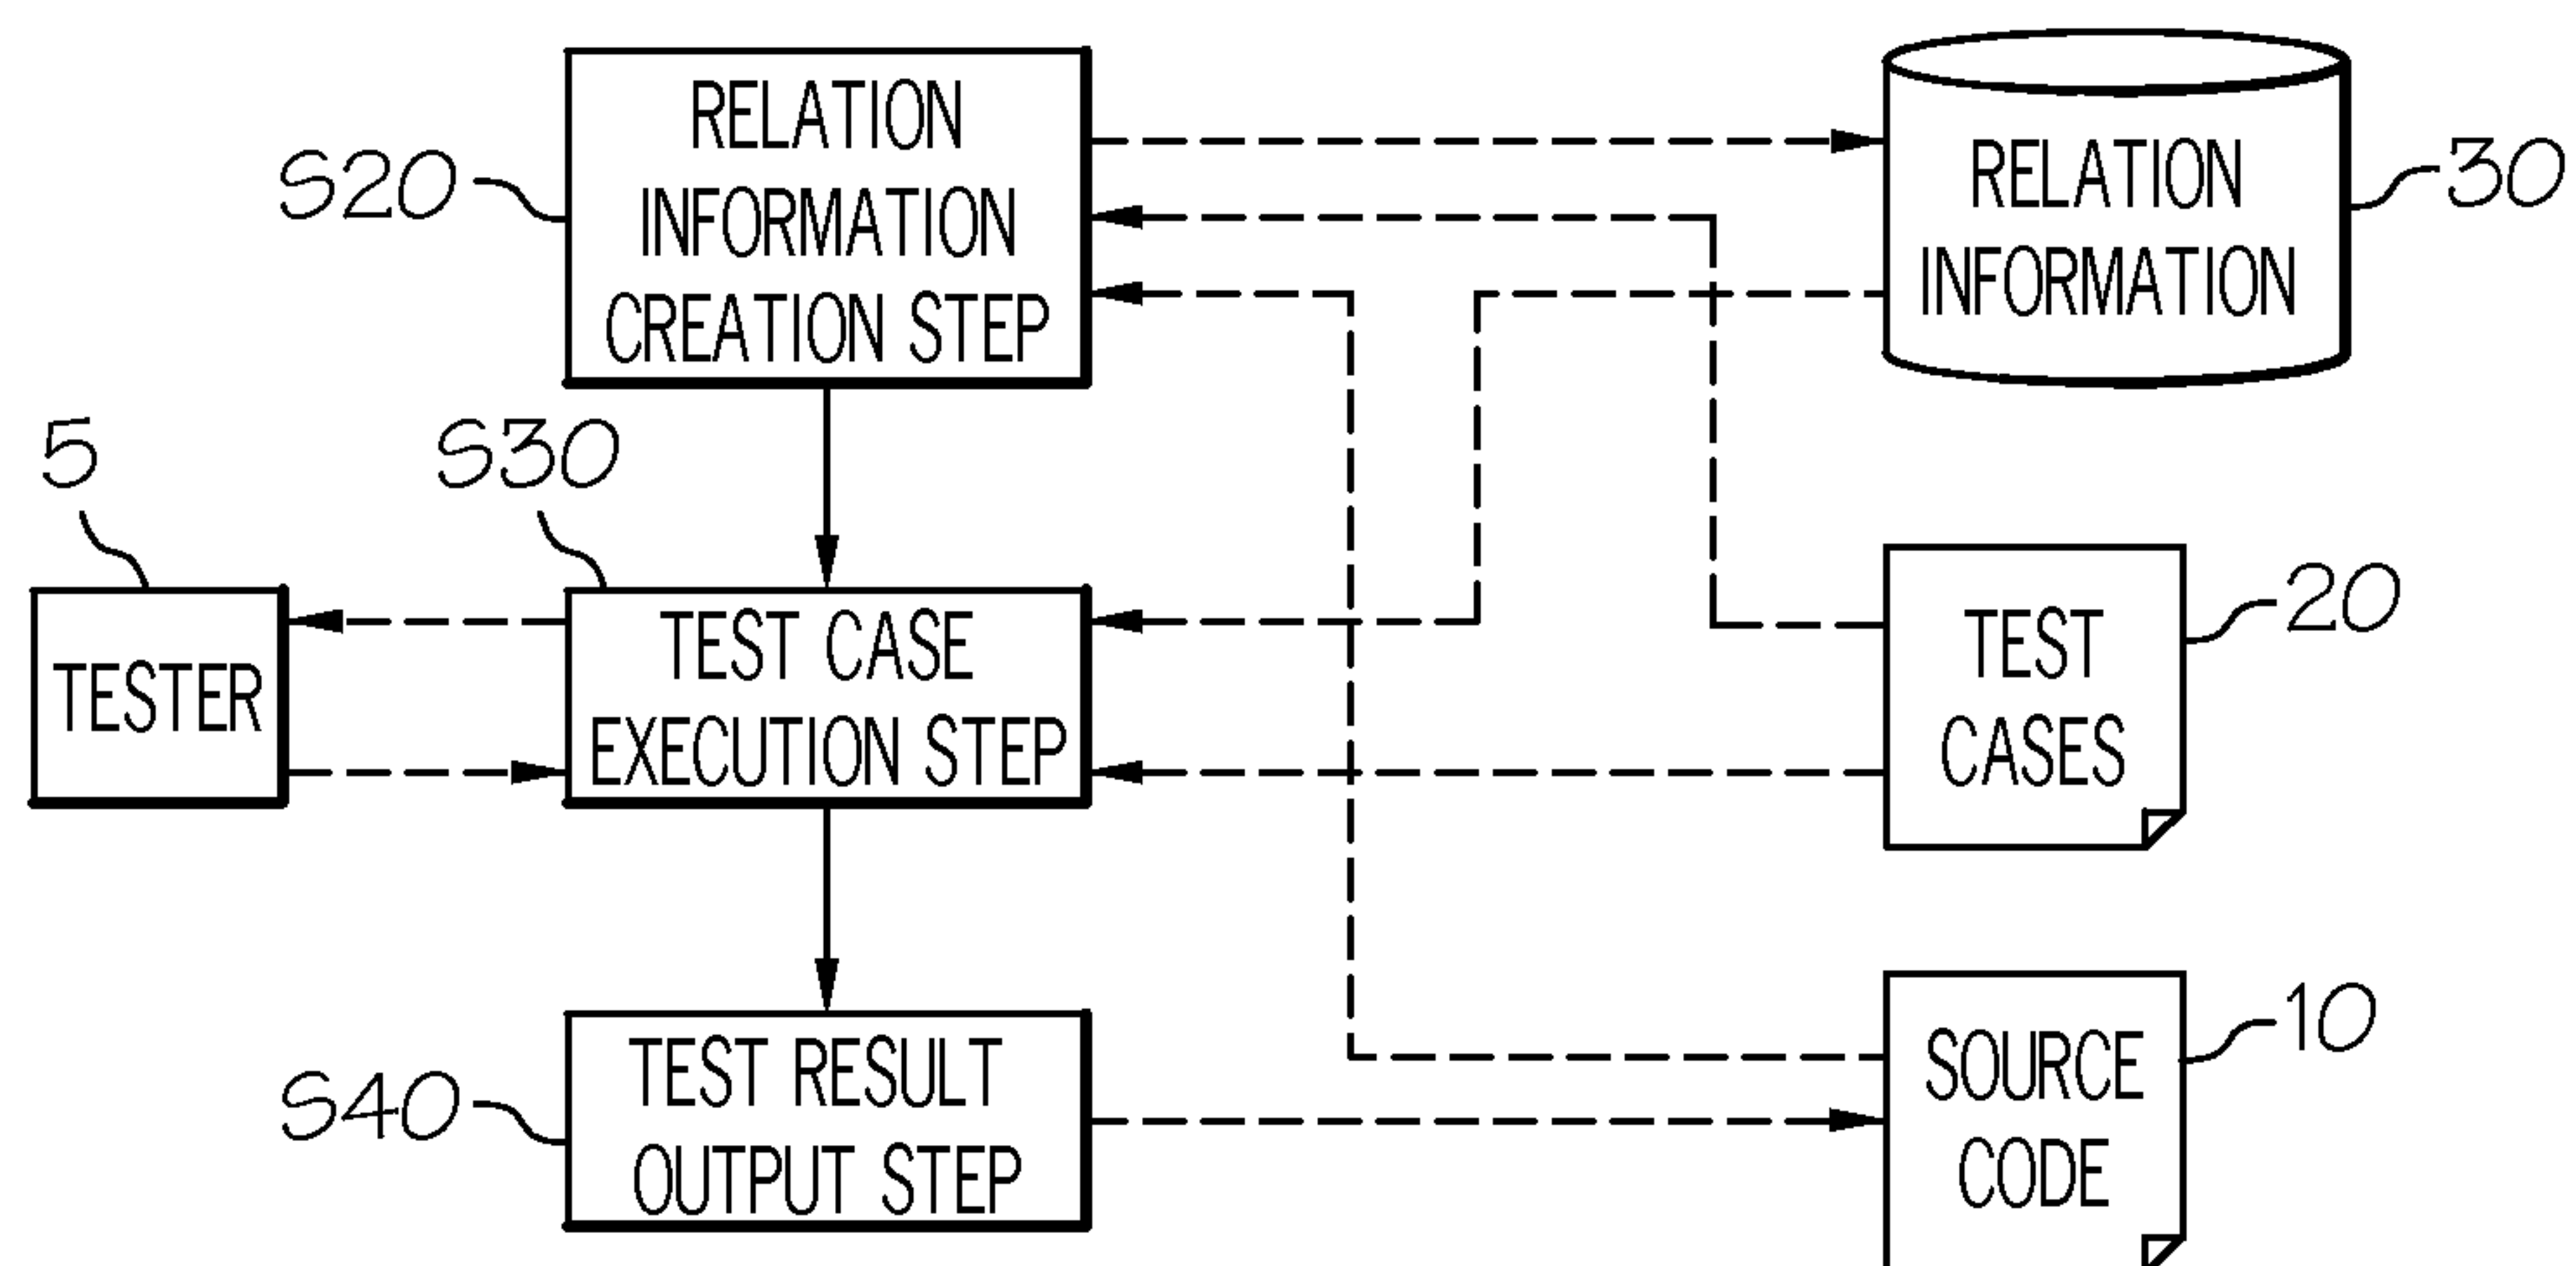 S20
RELATION
INFORMATION
CREATION STEP
RELATION
INFORMATION
30
5
TESTER
S30
TEST CASE
EXECUTION STEP
TEST
CASES
20
S40
TEST RESULT
OUTPUT STEP
SOURCE
CODE
10